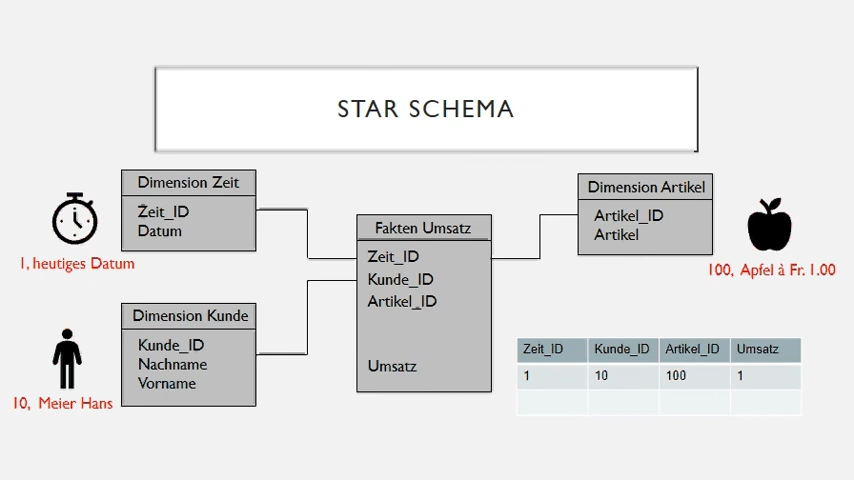 STAR SCHEMA
Dimension Zeit
Zeit_ID
Datum
1, heutiges Datum
Dimension Kunde
Kunde_ID
Nachname
Vorname
10, Meier Hans
Fakten Umsatz
Zeit_ID
Kunde_ID
Artikel_ID
Umsatz
Dimension Artikel
Artikel_ID
Artikel
100, Apfel à Fr. 1.00
Zeit_ID Kunde_ID Artikel_ID Umsatz
1 10 100 1